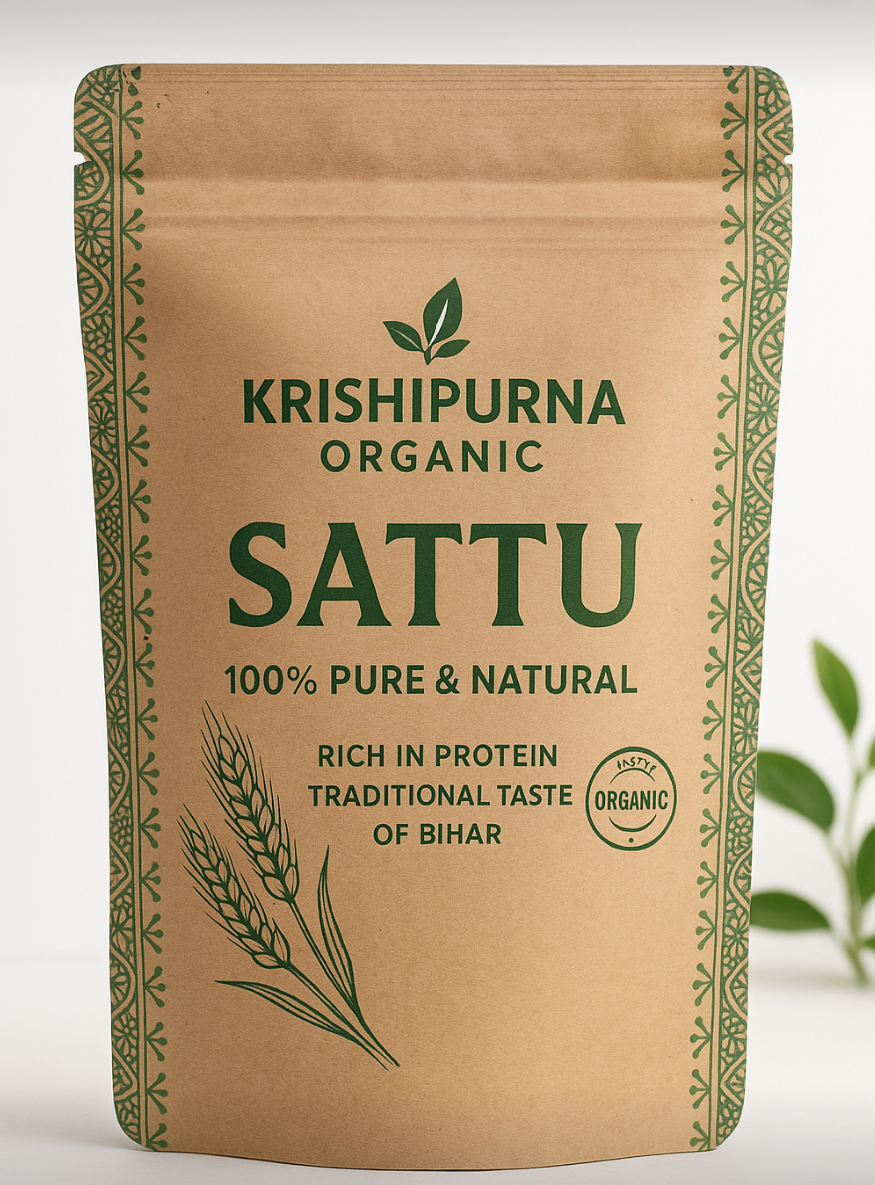 KRISHIPURNA
ORGANIC
SATTU
100% PURE & NATURAL
RICH IN PROTEIN
TRADITIONAL TASTE
OF BIHAR
ORGANIC